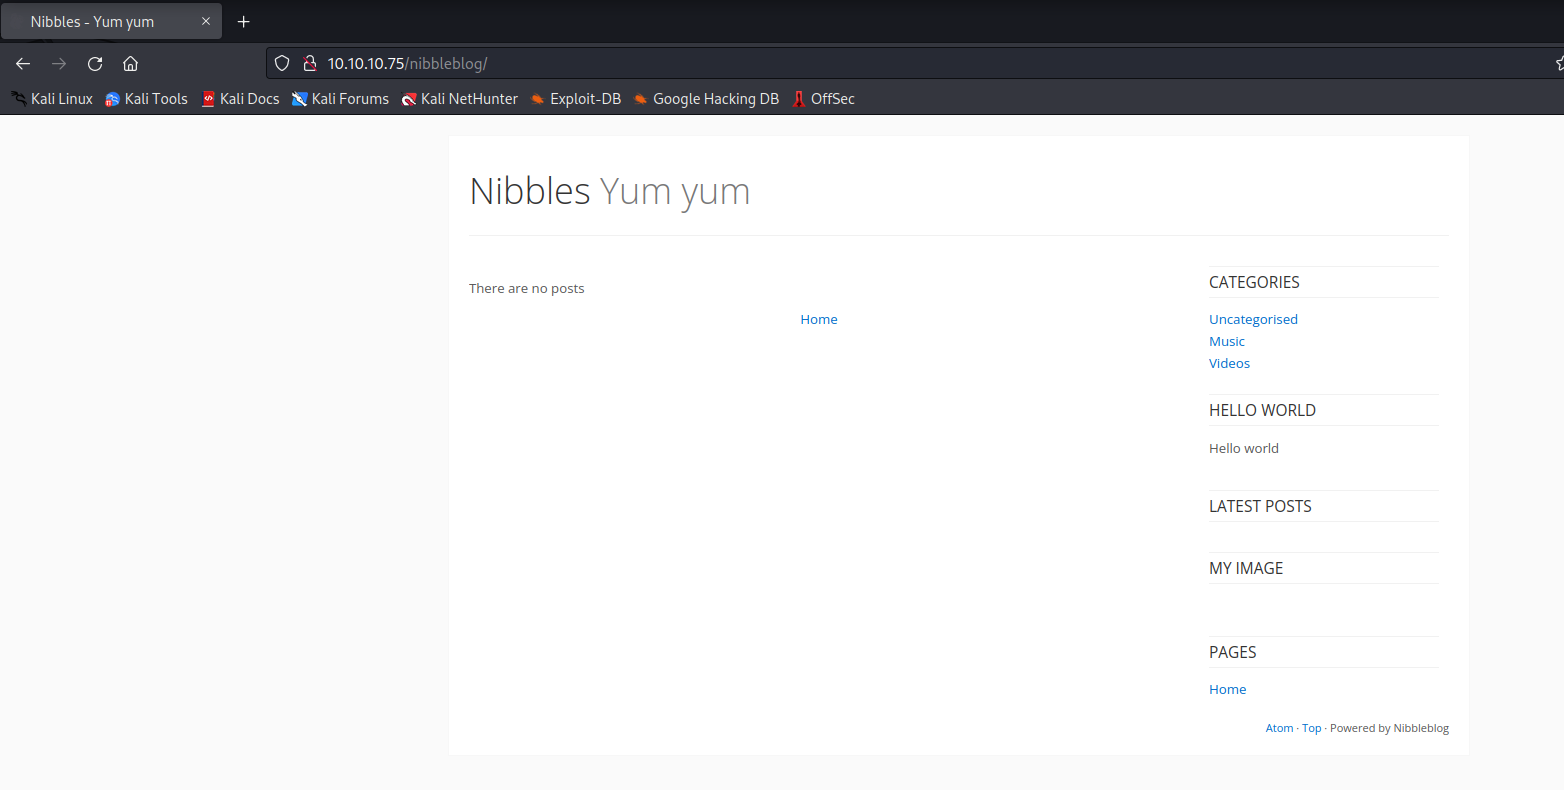 Nibbles - Yum yum
10.10.10.75/nibbleblog/
Kali Linux Kali Tools Kali Docs Kali Forums Kali NetHunter Exploit-DB Google Hacking DB OffSec
Nibbles Yum yum
There are no posts
Home
CATEGORIES
Uncategorised
Music
Videos
HELLO WORLD
Hello world
LATEST POSTS
MY IMAGE
PAGES
Home
Atom · Top · Powered by Nibbleblog